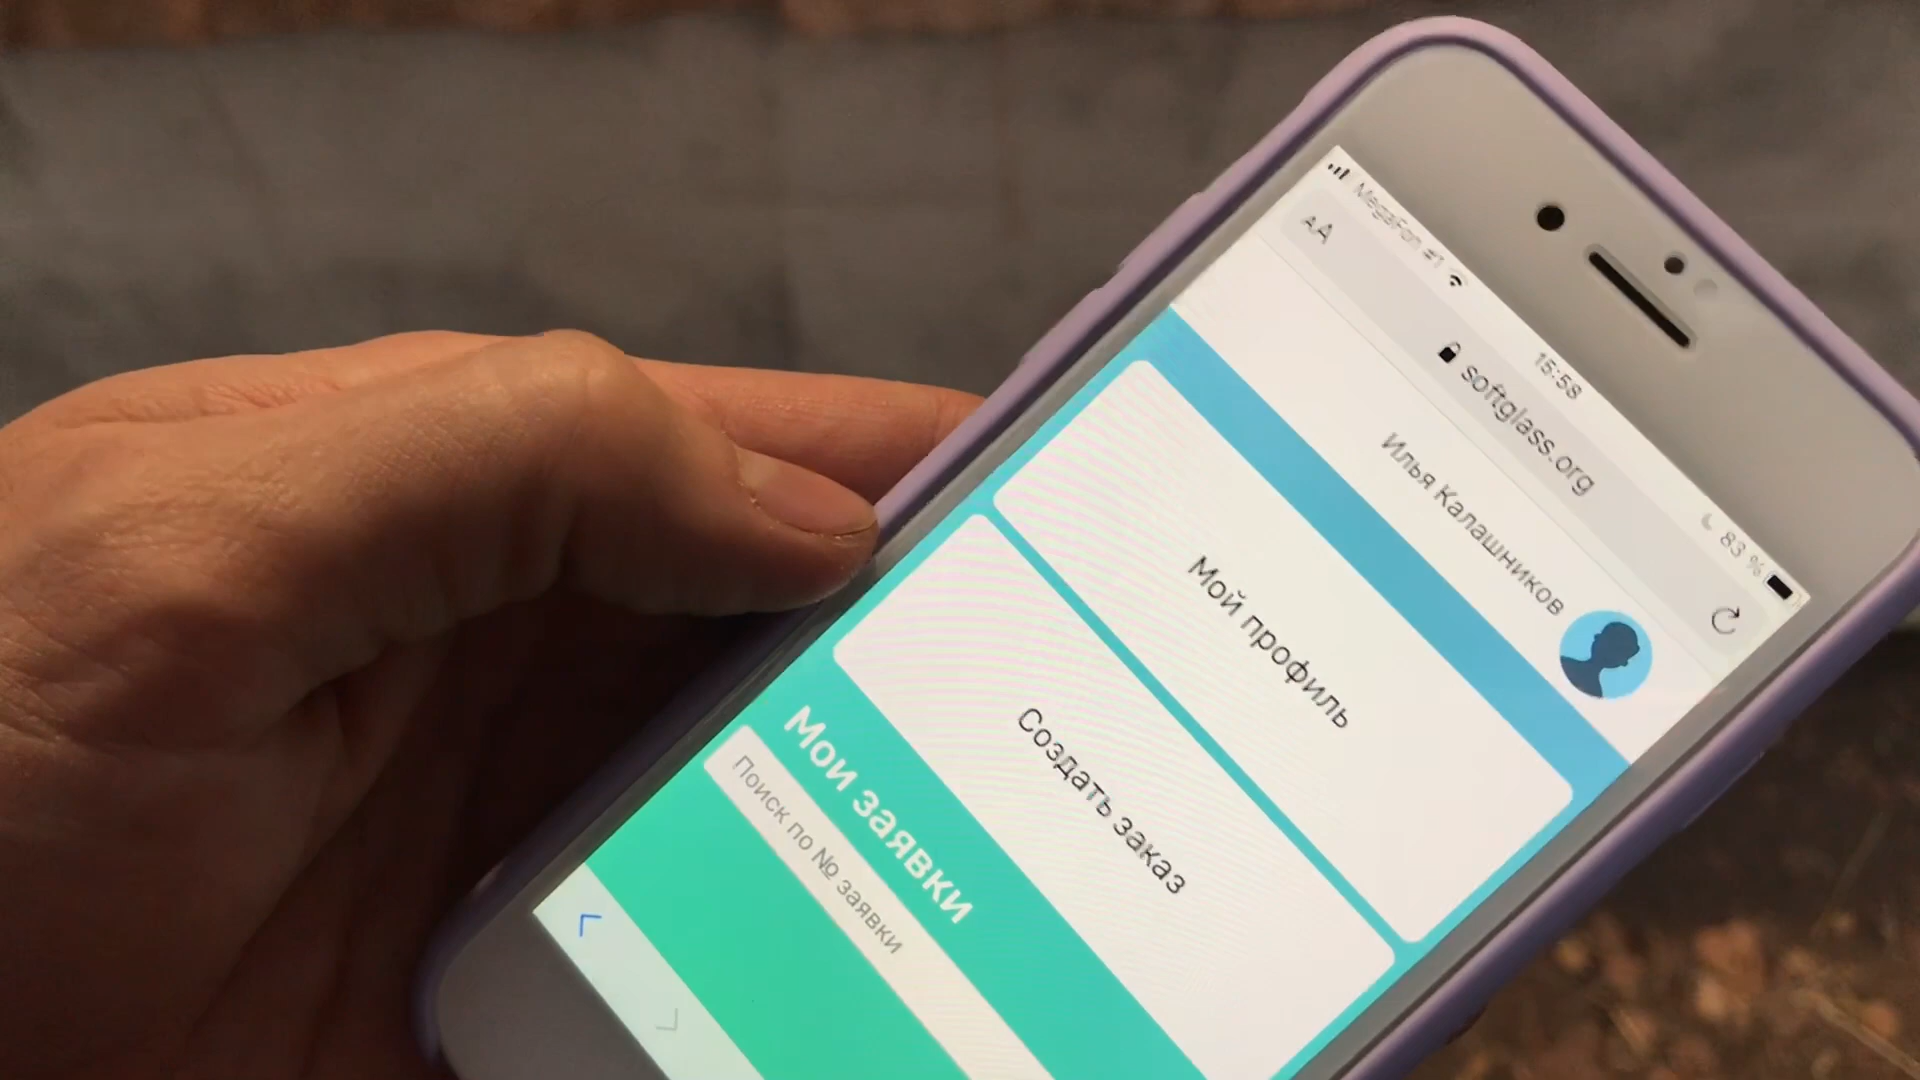 MegaFon #1 15:58 83 %
AA softglass.org
Илья Калашников
Мой профиль
Создать заказ
Мои заявки
Поиск по № заявки